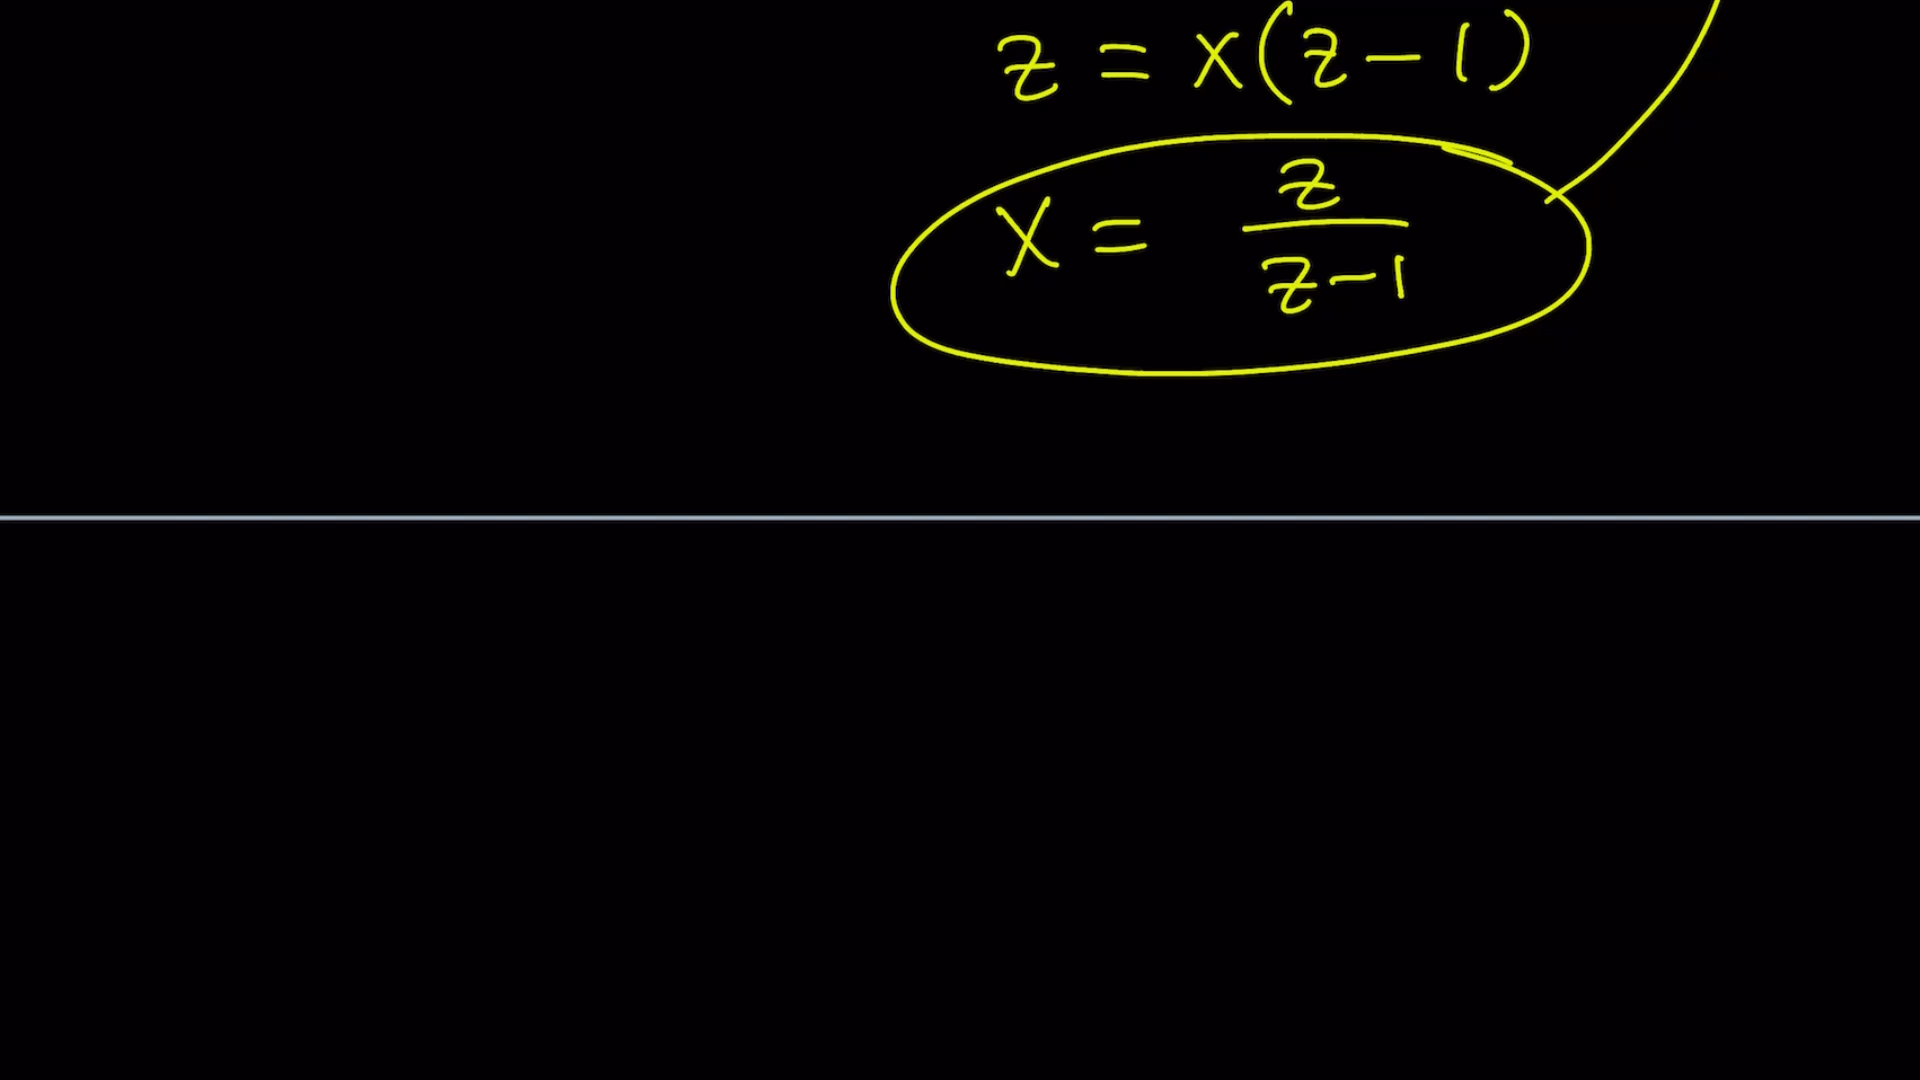 z = x(z-1)
x = z/(z-1)